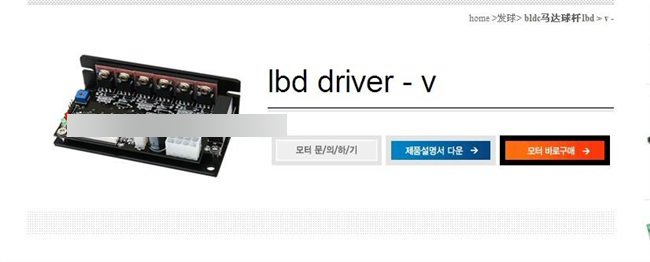 home >发球> bldc马达球杆lbd > v -
lbd driver - v
모터 문/의/하/기
제품설명서 다운 →
모터 바로구매 →